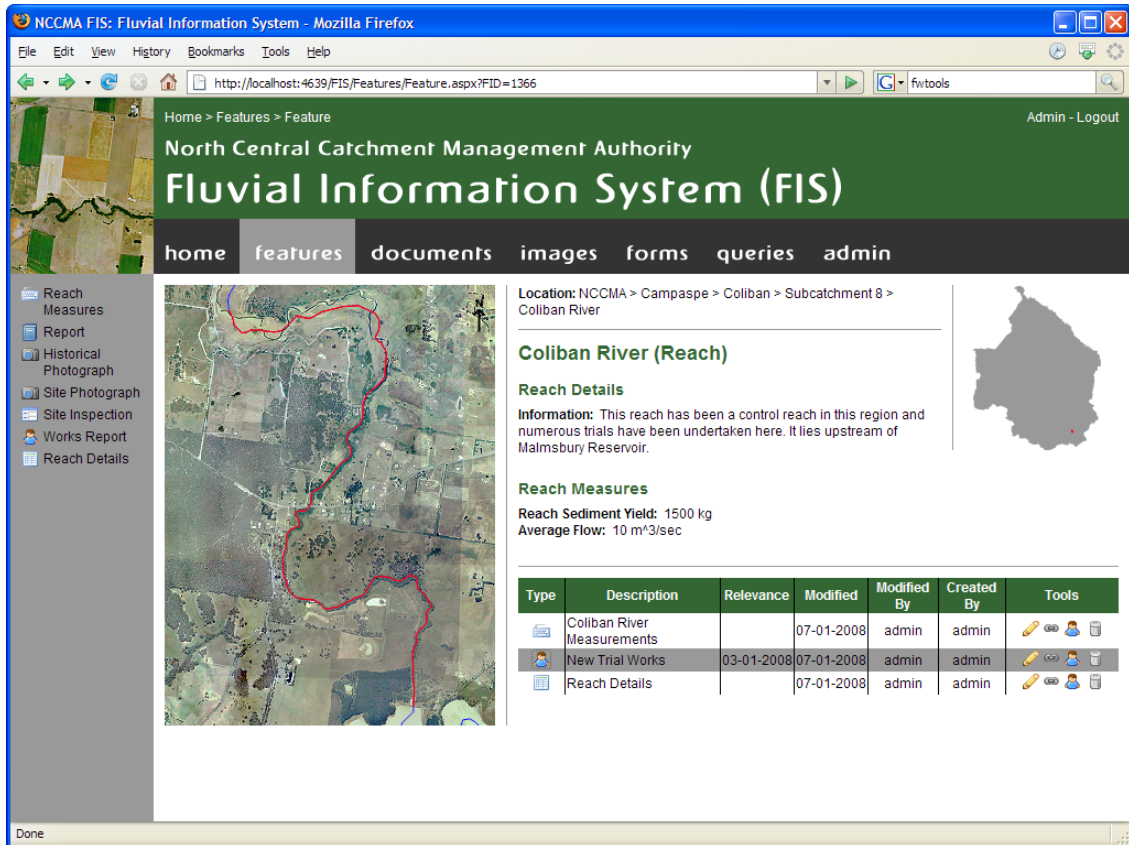 NCCMA FIS: Fluvial Information System - Mozilla Firefox
File Edit View History Bookmarks Tools Help
http://localhost:4639/FIS/Features/Feature.aspx?FID=1366
G fwtools
Home > Features > Feature
Admin - Logout
North Central Catchment Management Authority
Fluvial Information System (FIS)
home features documents images forms queries admin
Reach
Measures
Report
Historical
Photograph
Site Photograph
Site Inspection
Works Report
Reach Details
N
Location: NCCMA > Campaspe > Coliban > Subcatchment 8 >
Coliban River
Coliban River (Reach)
Reach Details
Information: This reach has been a control reach in this region and
numerous trials have been undertaken here. It lies upstream of
Malmsbury Reservoir.
Reach Measures
Reach Sediment Yield: 1500 kg
Average Flow: 10 m^3/sec
Type Description Relevance Modified Modified By Created By Tools
Coliban River Measurements 07-01-2008 admin admin
New Trial Works 03-01-2008 07-01-2008 admin admin
Reach Details 07-01-2008 admin admin
Done